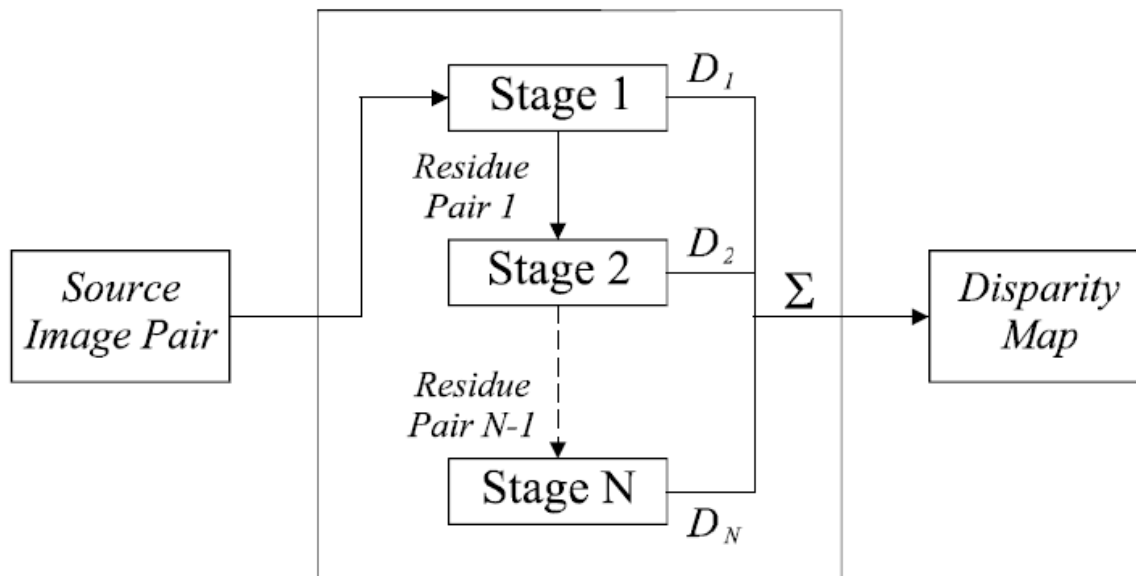 Stage 1
D1
Residue
Pair 1
Stage 2
D2
Source
Image Pair
Σ
Disparity
Map
Residue
Pair N-1
Stage N
DN